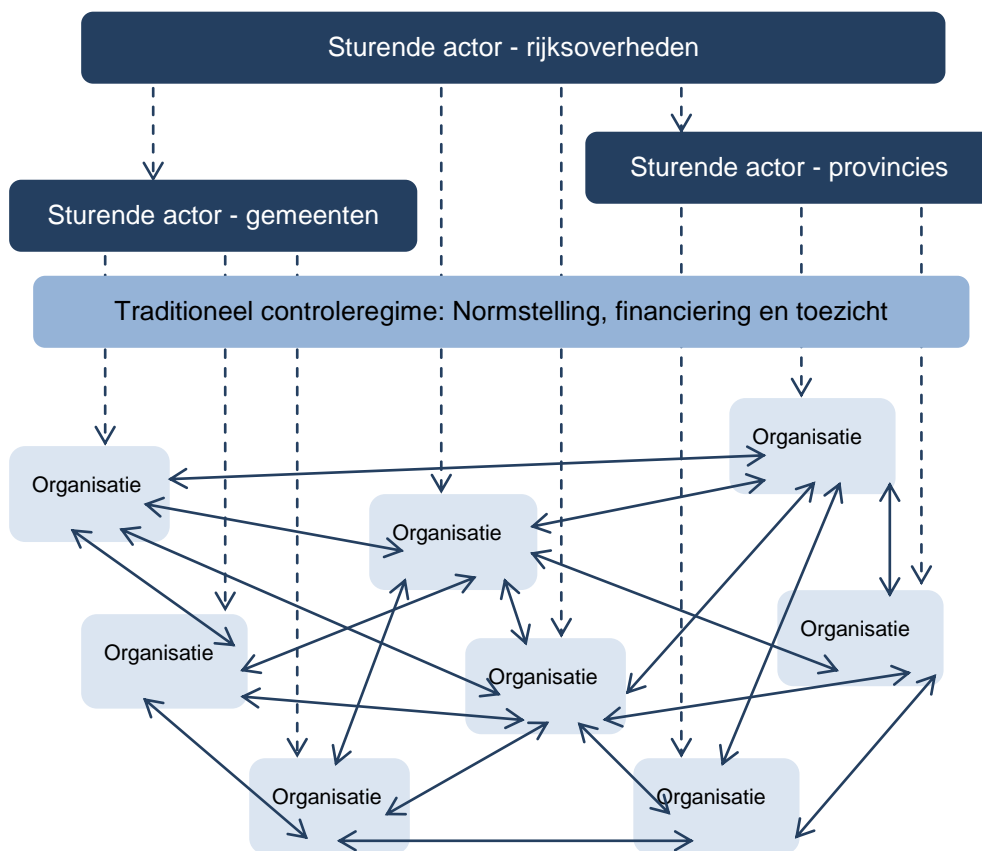 Sturende actor - rijksoverheden
Sturende actor - provincies
Sturende actor - gemeenten
Traditioneel controleregime: Normstelling, financiering en toezicht
Organisatie
Organisatie
Organisatie
Organisatie
Organisatie
Organisatie
Organisatie
Organisatie